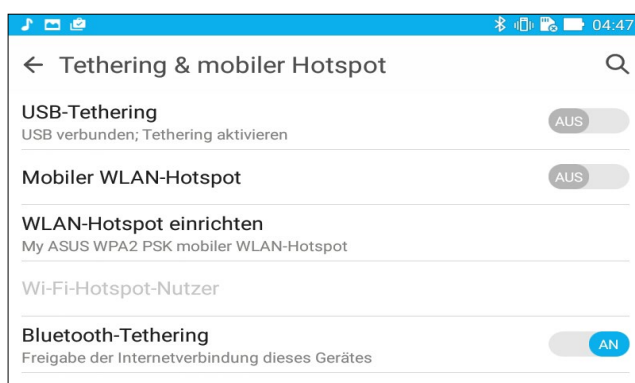 04:47
Tethering & mobiler Hotspot
USB-Tethering
AUS
USB verbunden; Tethering aktivieren
Mobiler WLAN-Hotspot
AUS
WLAN-Hotspot einrichten
My ASUS WPA2 PSK mobiler WLAN-Hotspot
Wi-Fi-Hotspot-Nutzer
Bluetooth-Tethering
AN
Freigabe der Internetverbindung dieses Gerätes